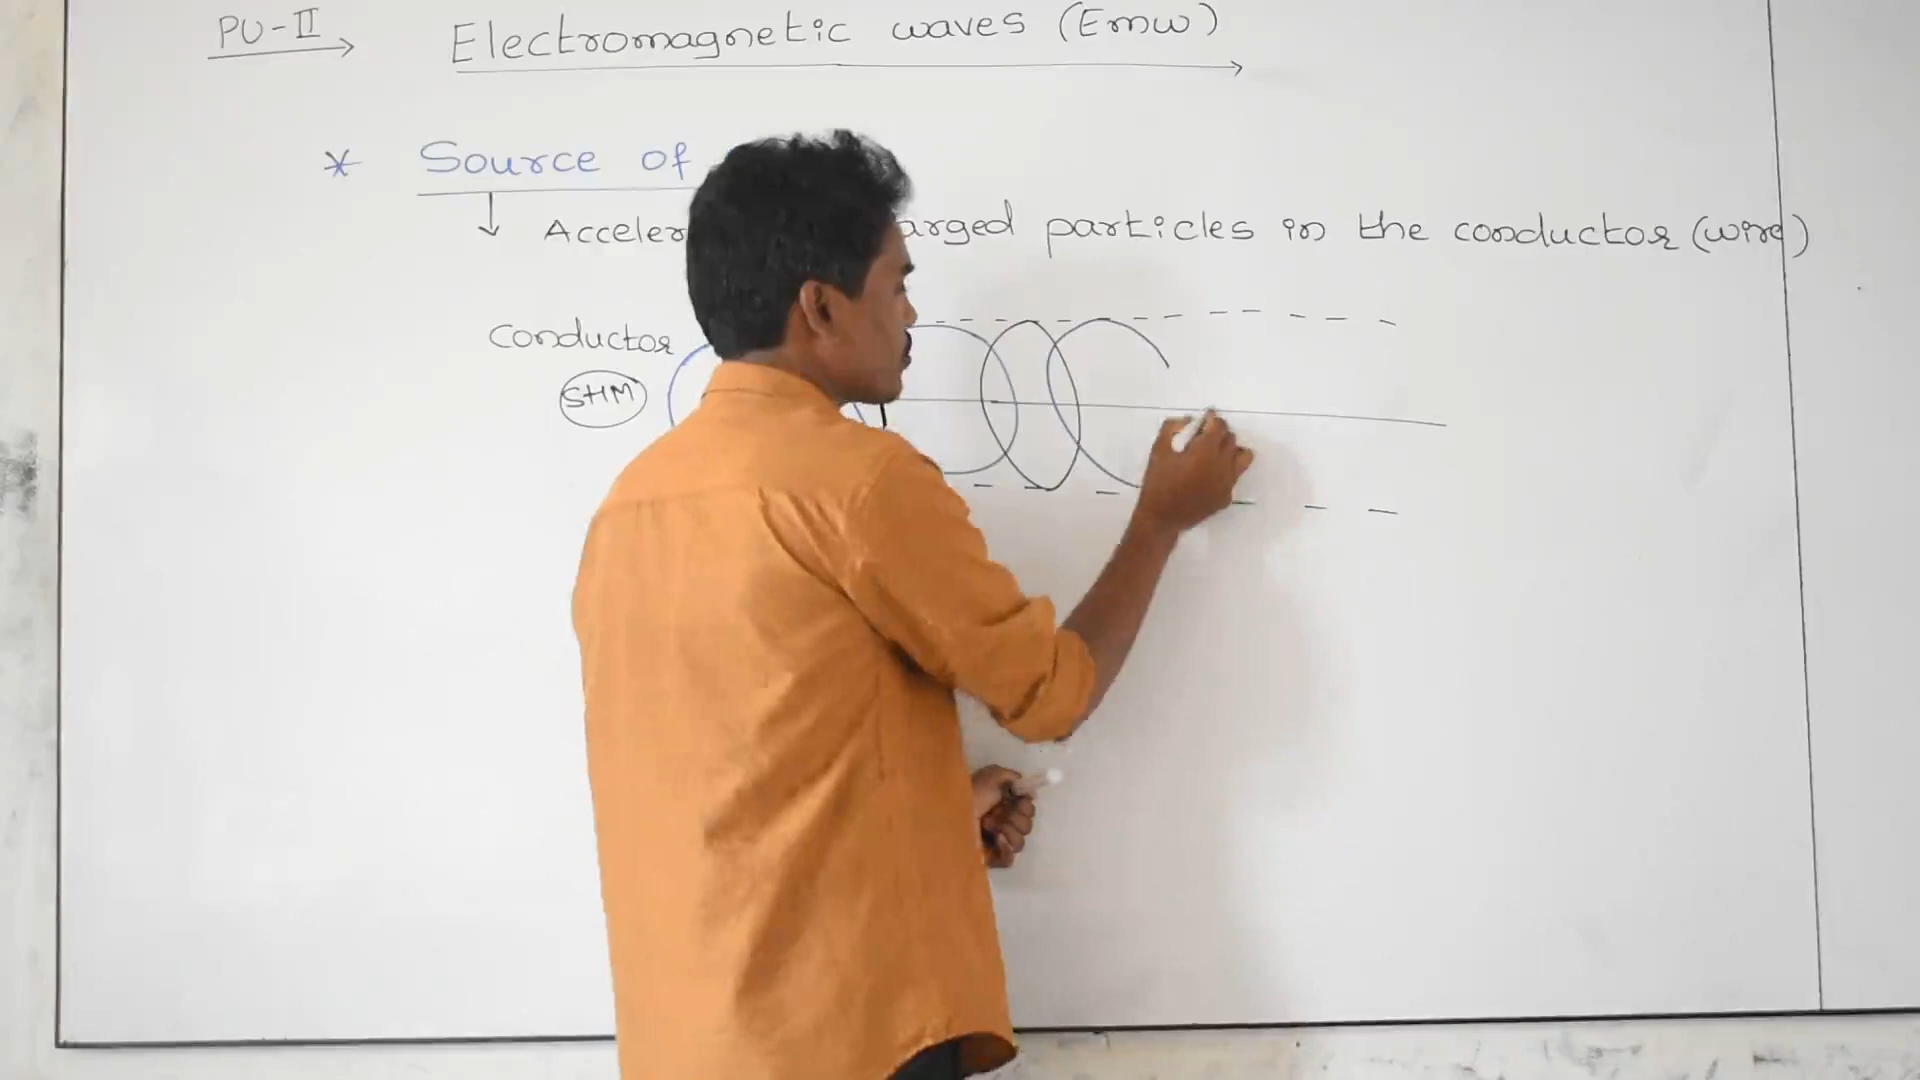 PU-II
Electromagnetic waves (Emw)
* Source of
Acceler arged particles in the conductor (wire)
Conductor
SHM